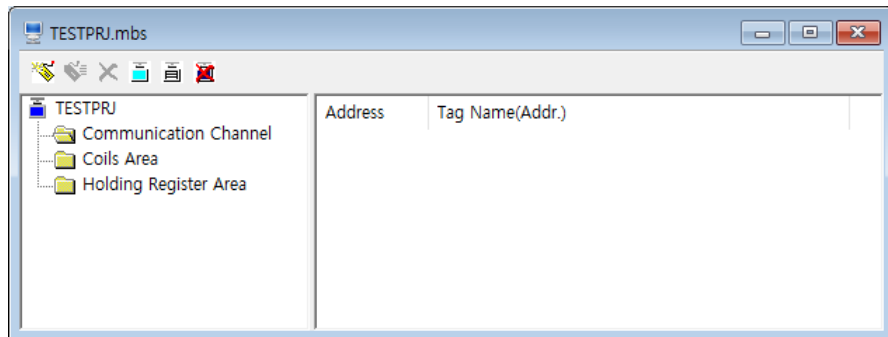 TESTPRJ.mbs
TESTPRJ
Communication Channel
Coils Area
Holding Register Area
Address Tag Name(Addr.)